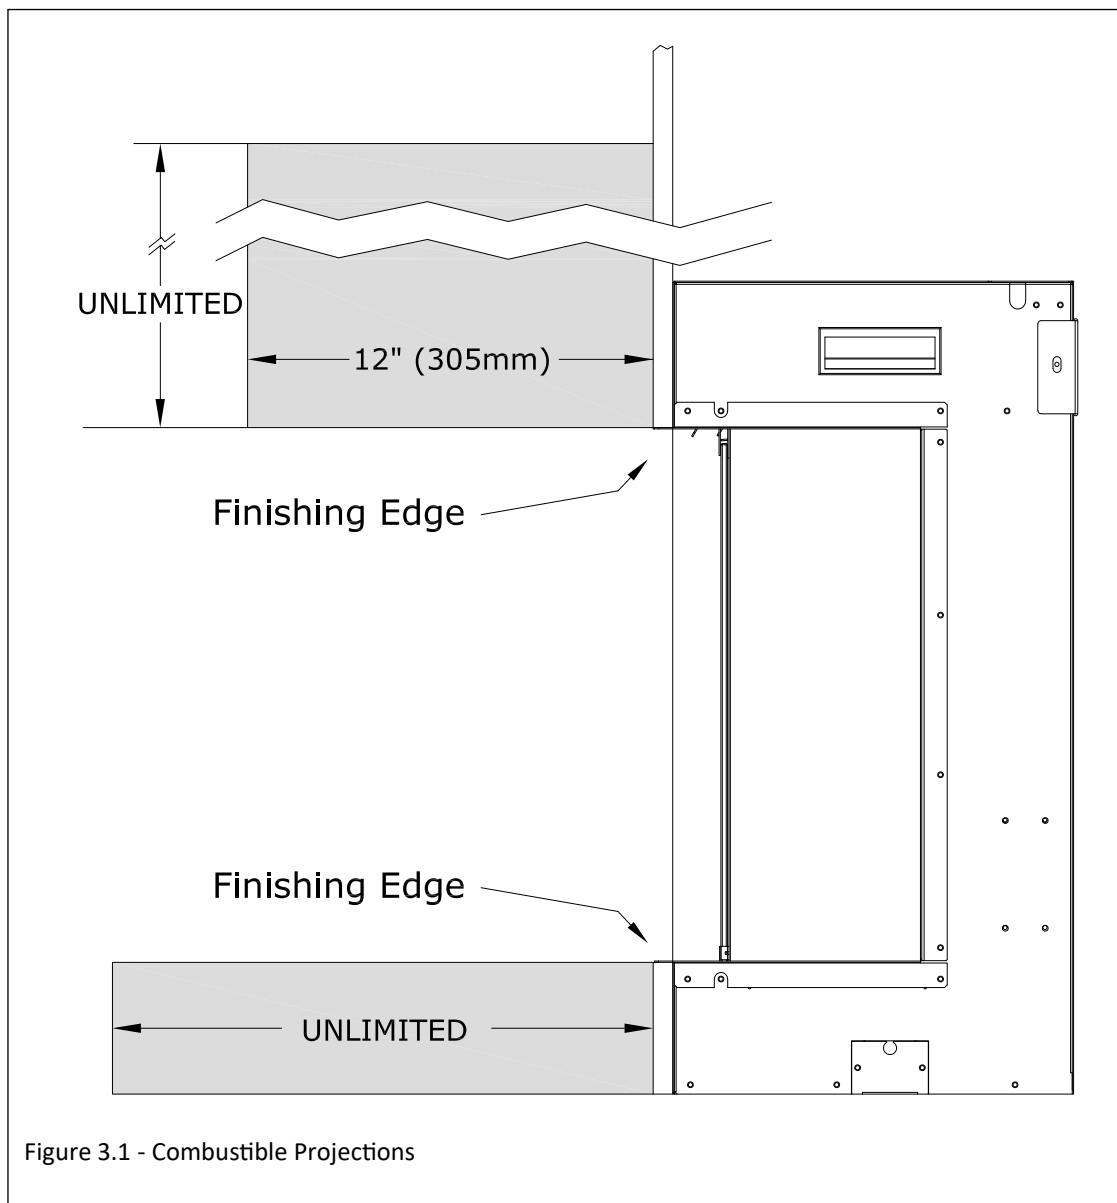 UNLIMITED
12" (305mm)
Finishing Edge
Finishing Edge
UNLIMITED
Figure 3.1 - Combustible Projections